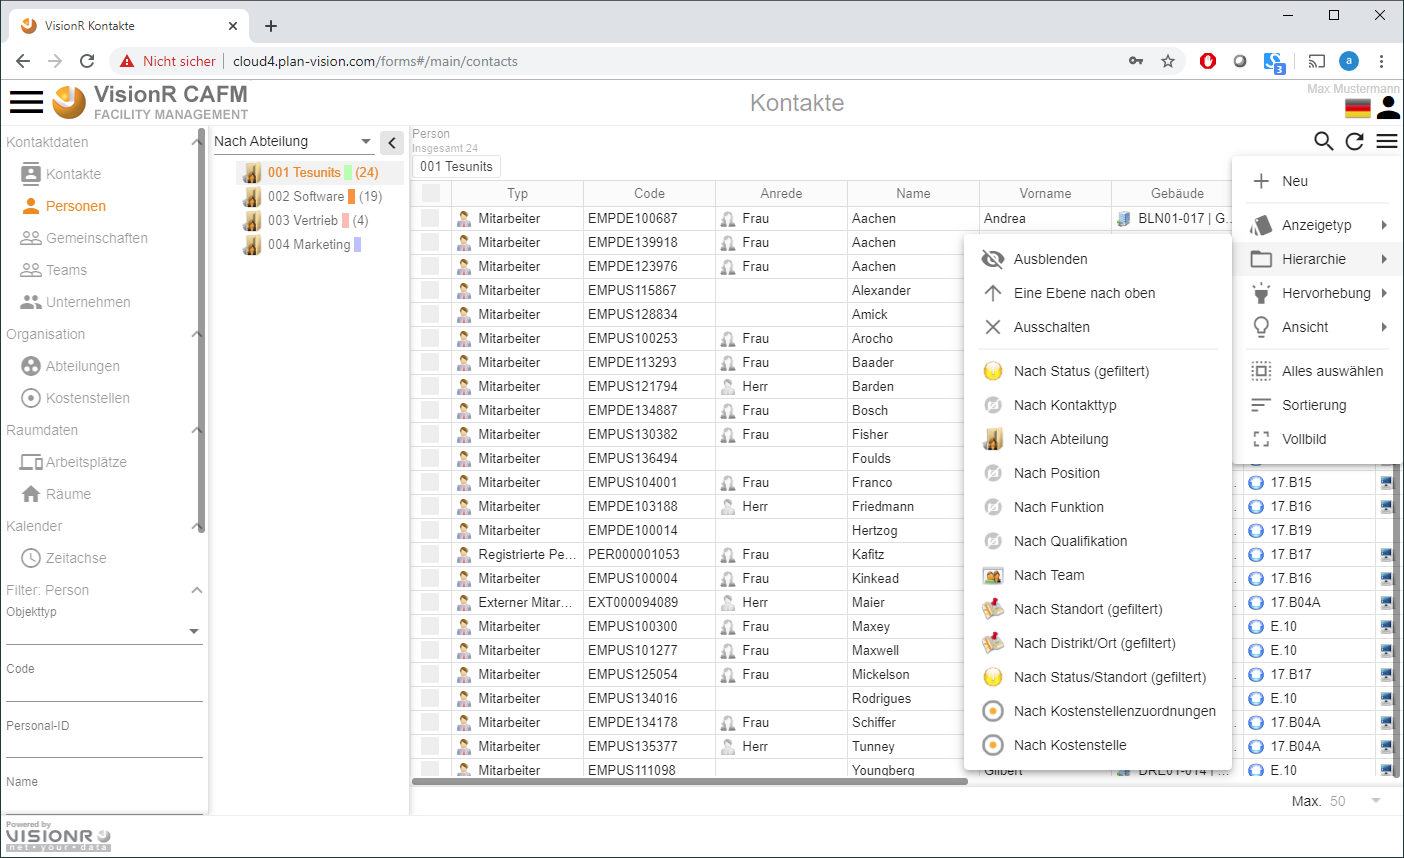 VisionR Kontakte
Nicht sicher cloud4.plan-vision.com/forms#/main/contacts
3
a
VisionR CAFM
FACILITY MANAGEMENT
Kontakte
Max Mustermann
Kontaktdaten
Kontakte
Personen
Gemeinschaften
Teams
Unternehmen
Organisation
Abteilungen
Kostenstellen
Raumdaten
Arbeitsplätze
Räume
Kalender
Zeitachse
Filter: Person
Objekttyp
Code
Personal-ID
Name
Nach Abteilung
001 Tesunits (24)
002 Software (19)
003 Vertrieb (4)
004 Marketing
Person
Insgesamt 24
001 Tesunits
Typ Code Anrede Name Vorname Gebäude
Mitarbeiter EMPDE100687 Frau Aachen Andrea BLN01-017 | G...
Mitarbeiter EMPDE139918 Frau Aachen
Mitarbeiter EMPDE123976 Frau Aachen
Mitarbeiter EMPUS115867 Alexander
Mitarbeiter EMPUS128834 Amick
Mitarbeiter EMPUS100253 Frau Arocho
Mitarbeiter EMPDE113293 Frau Baader
Mitarbeiter EMPUS121794 Herr Barden
Mitarbeiter EMPDE134887 Frau Bosch
Mitarbeiter EMPUS130382 Frau Fisher
Mitarbeiter EMPUS136494 Foulds
Mitarbeiter EMPUS104001 Frau Franco 17.B15
Mitarbeiter EMPDE103188 Herr Friedmann 17.B16
Mitarbeiter EMPDE100014 Hertzog 17.B19
Registrierte Pe... PER000001053 Frau Kafitz 17.B17
Mitarbeiter EMPUS100004 Frau Kinkead 17.B16
Externer Mitar... EXT000094089 Herr Maier 17.B04A
Mitarbeiter EMPUS100300 Frau Maxey E.10
Mitarbeiter EMPUS101277 Frau Maxwell E.10
Mitarbeiter EMPUS125054 Frau Mickelson 17.B17
Mitarbeiter EMPUS134016 Rodrigues E.10
Mitarbeiter EMPDE134178 Frau Schiffer 17.B04A
Mitarbeiter EMPUS135377 Herr Tunney 17.B04A
Mitarbeiter EMPUS111098 Youngberg Gilbert DRE01-014 | ... E.10
Neu
Anzeigetyp
Hierarchie
Hervorhebung
Ansicht
Alles auswählen
Sortierung
Vollbild
Ausblenden
Eine Ebene nach oben
Ausschalten
Nach Status (gefiltert)
Nach Kontakttyp
Nach Abteilung
Nach Position
Nach Funktion
Nach Qualifikation
Nach Team
Nach Standort (gefiltert)
Nach Distrikt/Ort (gefiltert)
Nach Status/Standort (gefiltert)
Nach Kostenstellenzuordnungen
Nach Kostenstelle
Max. 50
Powered by
VISIONR
net·your·data